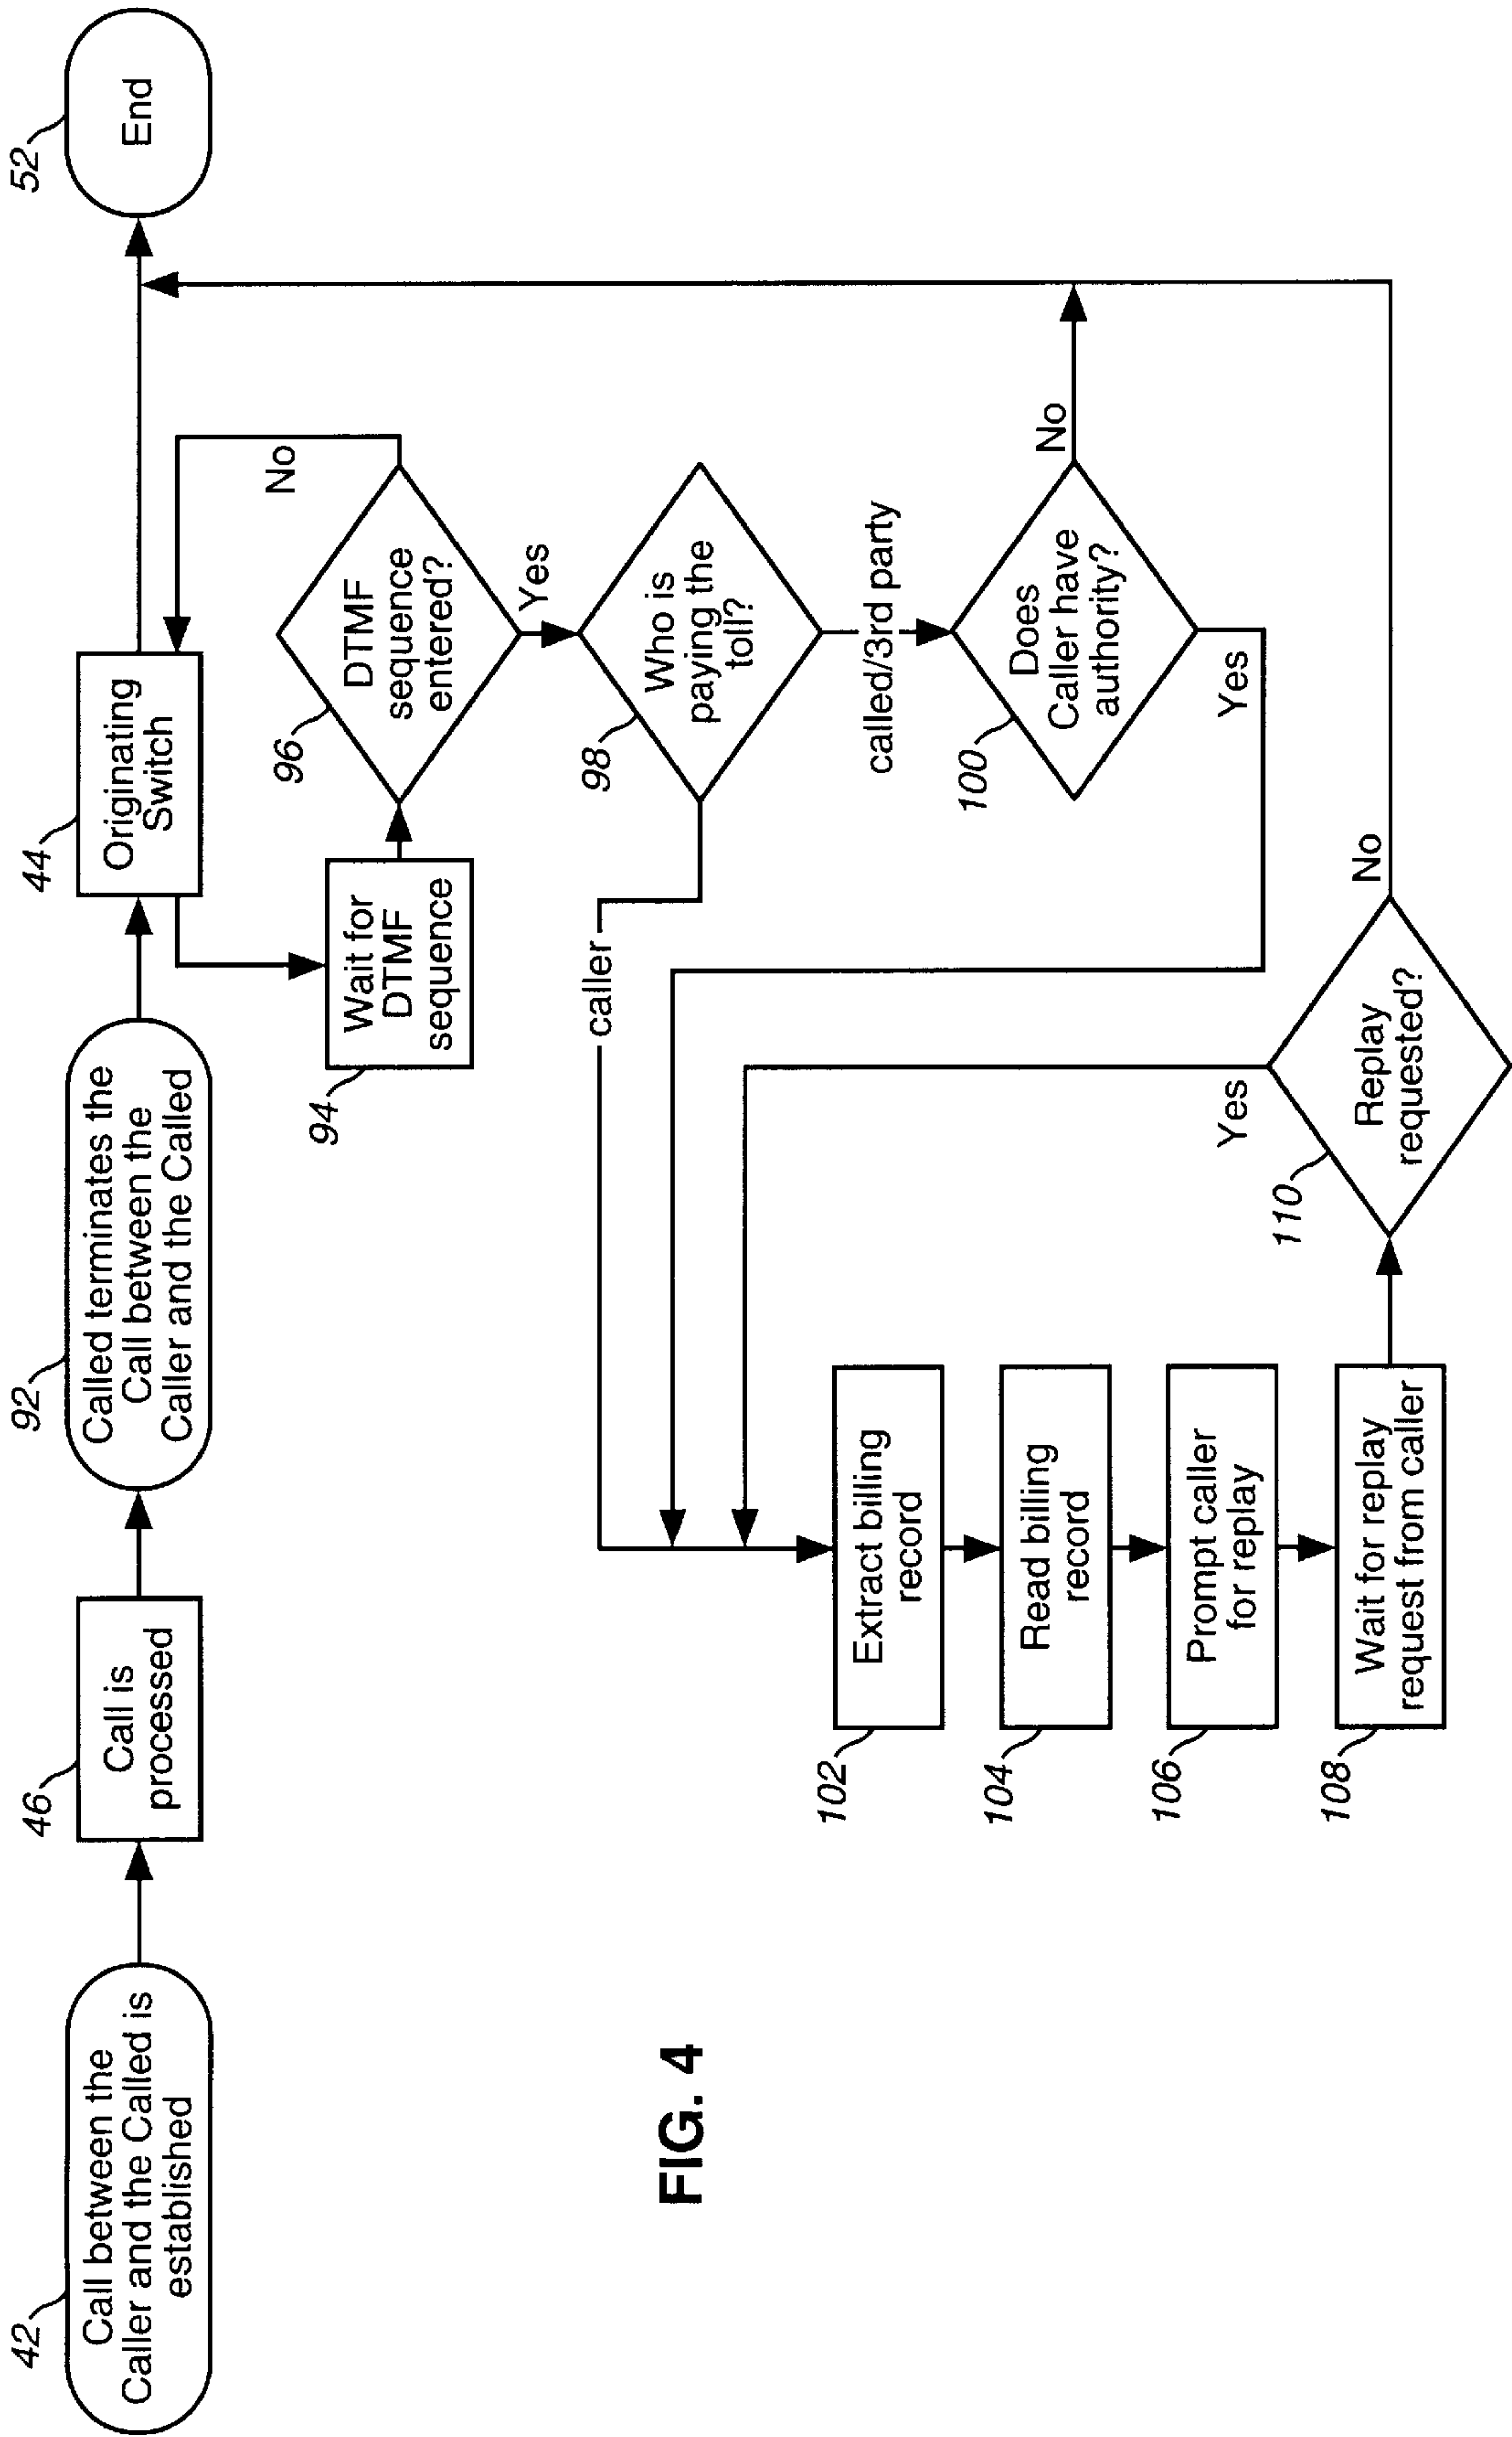 42
Call between the
Caller and the Called is
established
46
Call is
processed
92
Called terminates the
Call between the
Caller and the Called
44
Originating
Switch
52
End
94
Wait for
DTMF
sequence
96
DTMF
sequence
entered?
No
Yes
98
Who is
paying the
toll?
caller
called/3rd party
100
Does
Caller have
authority?
No
Yes
102
Extract billing
record
104
Read billing
record
106
Prompt caller
for replay
108
Wait for replay
request from caller
110
Replay
requested?
Yes
No
FIG. 4